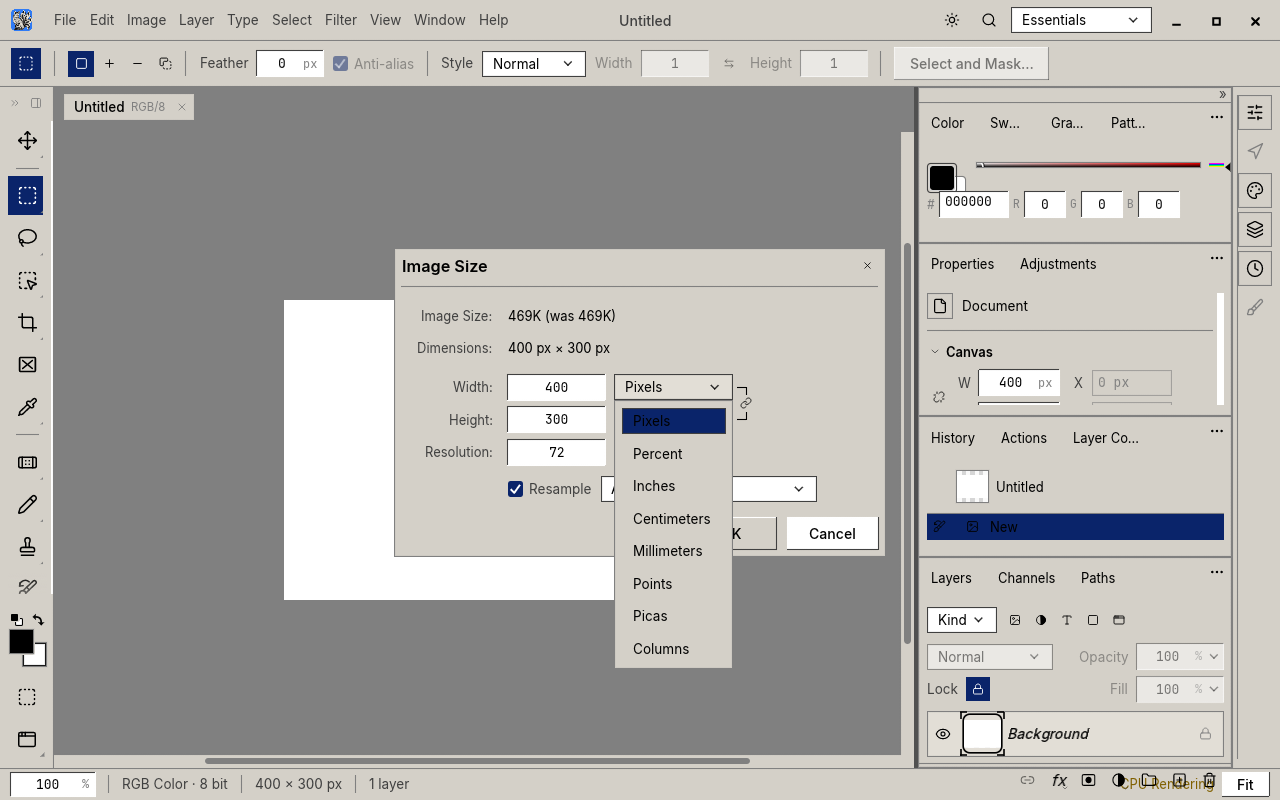 File Edit Image Layer Type Select Filter View Window Help Untitled Essentials
Feather 0 px Anti-alias Style Normal Width 1 Height 1 Select and Mask...
Untitled RGB/8 ×
Color Sw... Gra... Patt...
# 000000 R 0 G 0 B 0
Image Size
Image Size: 469K (was 469K)
Dimensions: 400 px × 300 px
Width: 400 Pixels
Height: 300
Resolution: 72
Resample
K Cancel
Pixels
Percent
Inches
Centimeters
Millimeters
Points
Picas
Columns
Properties Adjustments
Document
Canvas
W 400 px X 0 px
History Actions Layer Co...
Untitled
New
Layers Channels Paths
Kind
Normal Opacity 100 %
Lock Fill 100 %
Background
fx
100 % RGB Color · 8 bit 400 × 300 px 1 layer CPU Rendering Fit